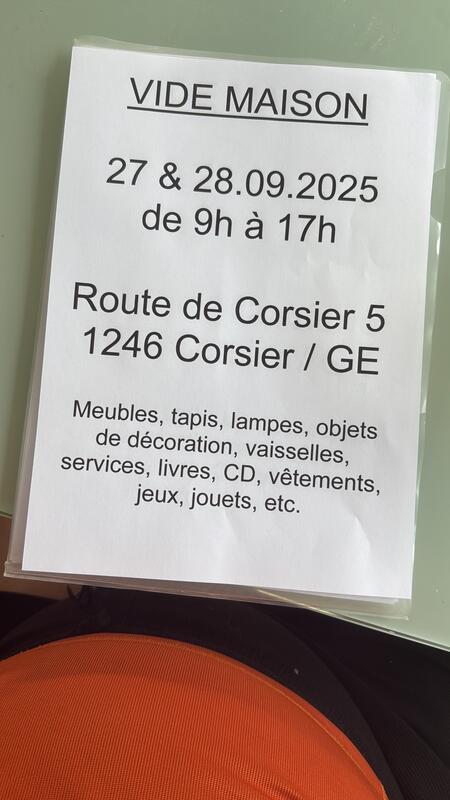 VIDE MAISON
27 & 28.09.2025
de 9h à 17h
Route de Corsier 5
1246 Corsier / GE
Meubles, tapis, lampes, objets
de décoration, vaisselles,
services, livres, CD, vêtements,
jeux, jouets, etc.